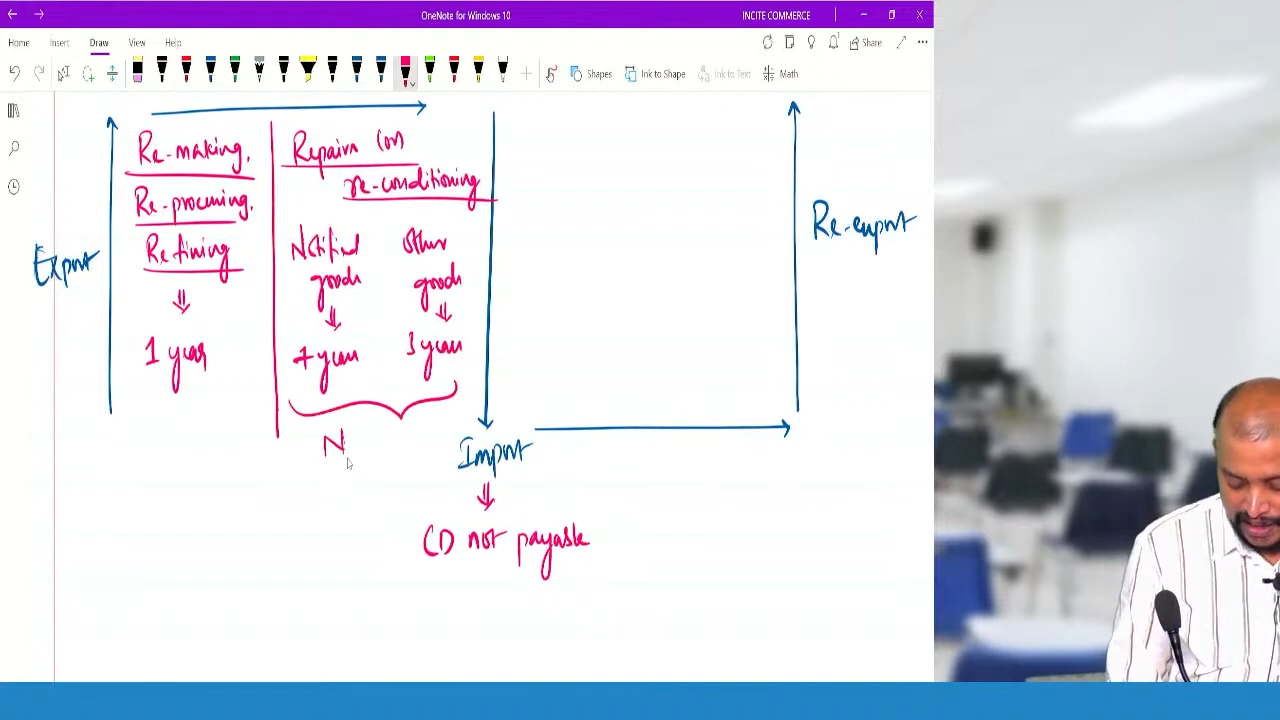 OneNote for Windows 10
INCITE COMMERCE
Home Insert Draw View Help
Share
Shapes Ink to Shape Ink to Text Math
Re-making.
Re-procuring.
Refining
⇓
1 year
Repairs (or)
re-conditioning
Notified goods
⇓
7 years
Other goods
⇓
3 years
N
Export
Import
⇓
CD not payable
Re-export